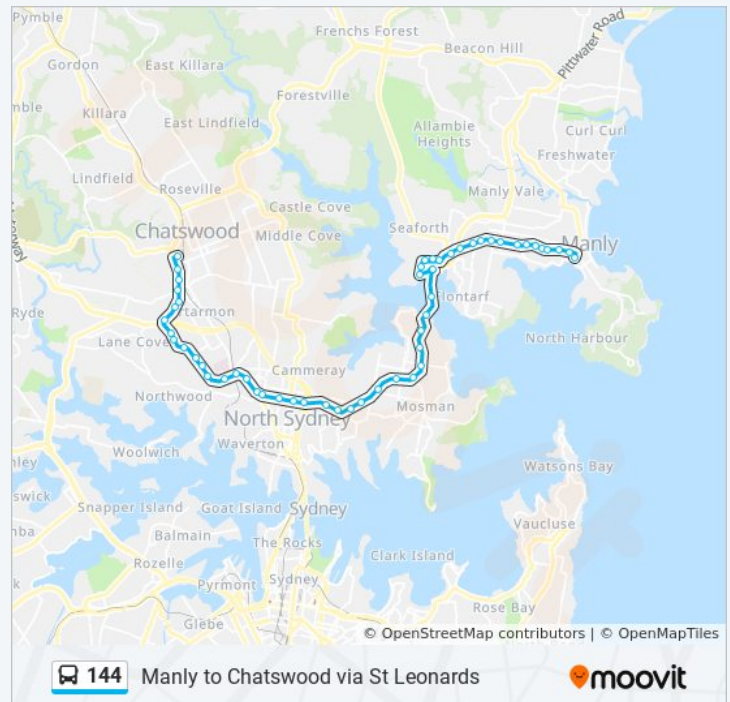 Pymble
Frenchs Forest
Beacon Hill
Pittwater Road
Gordon
East Killara
Forestville
Killara
East Lindfield
Allambie
Heights
Curl Curl
Freshwater
Lindfield
Roseville
Manly Vale
Castle Cove
Seaforth
Chatswood
Middle Cove
Manly
Ryde
Artarmon
Lane Cove
North Harbour
Cammeray
Northwood
Mosman
North Sydney
Waverton
Woolwich
Watsons Bay
Snapper Island
Goat Island
Sydney
Vaucluse
Balmain
The Rocks
Clark Island
Rozelle
Pyrmont
Sydney
Rose Bay
Glebe
© OpenStreetMap contributors | © OpenMapTiles
144 Manly to Chatswood via St Leonards
moovit